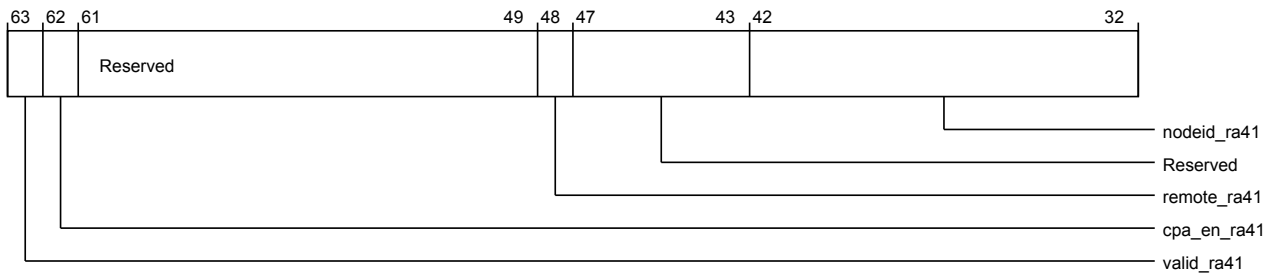 63 62 61 49 48 47 43 42 32
Reserved
nodeid_ra41
Reserved
remote_ra41
cpa_en_ra41
valid_ra41